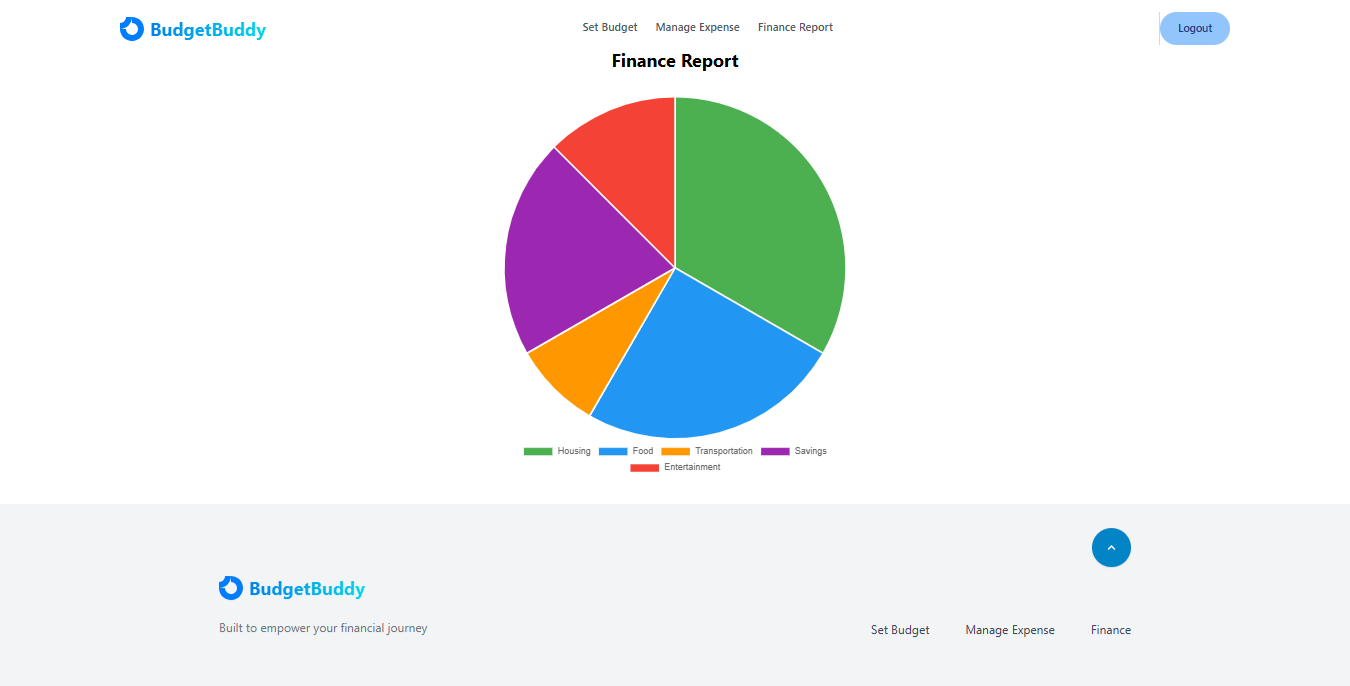 BudgetBuddy
Set Budget Manage Expense Finance Report
Logout
Finance Report
Housing Food Transportation Savings
Entertainment
BudgetBuddy
Built to empower your financial journey
Set Budget Manage Expense Finance